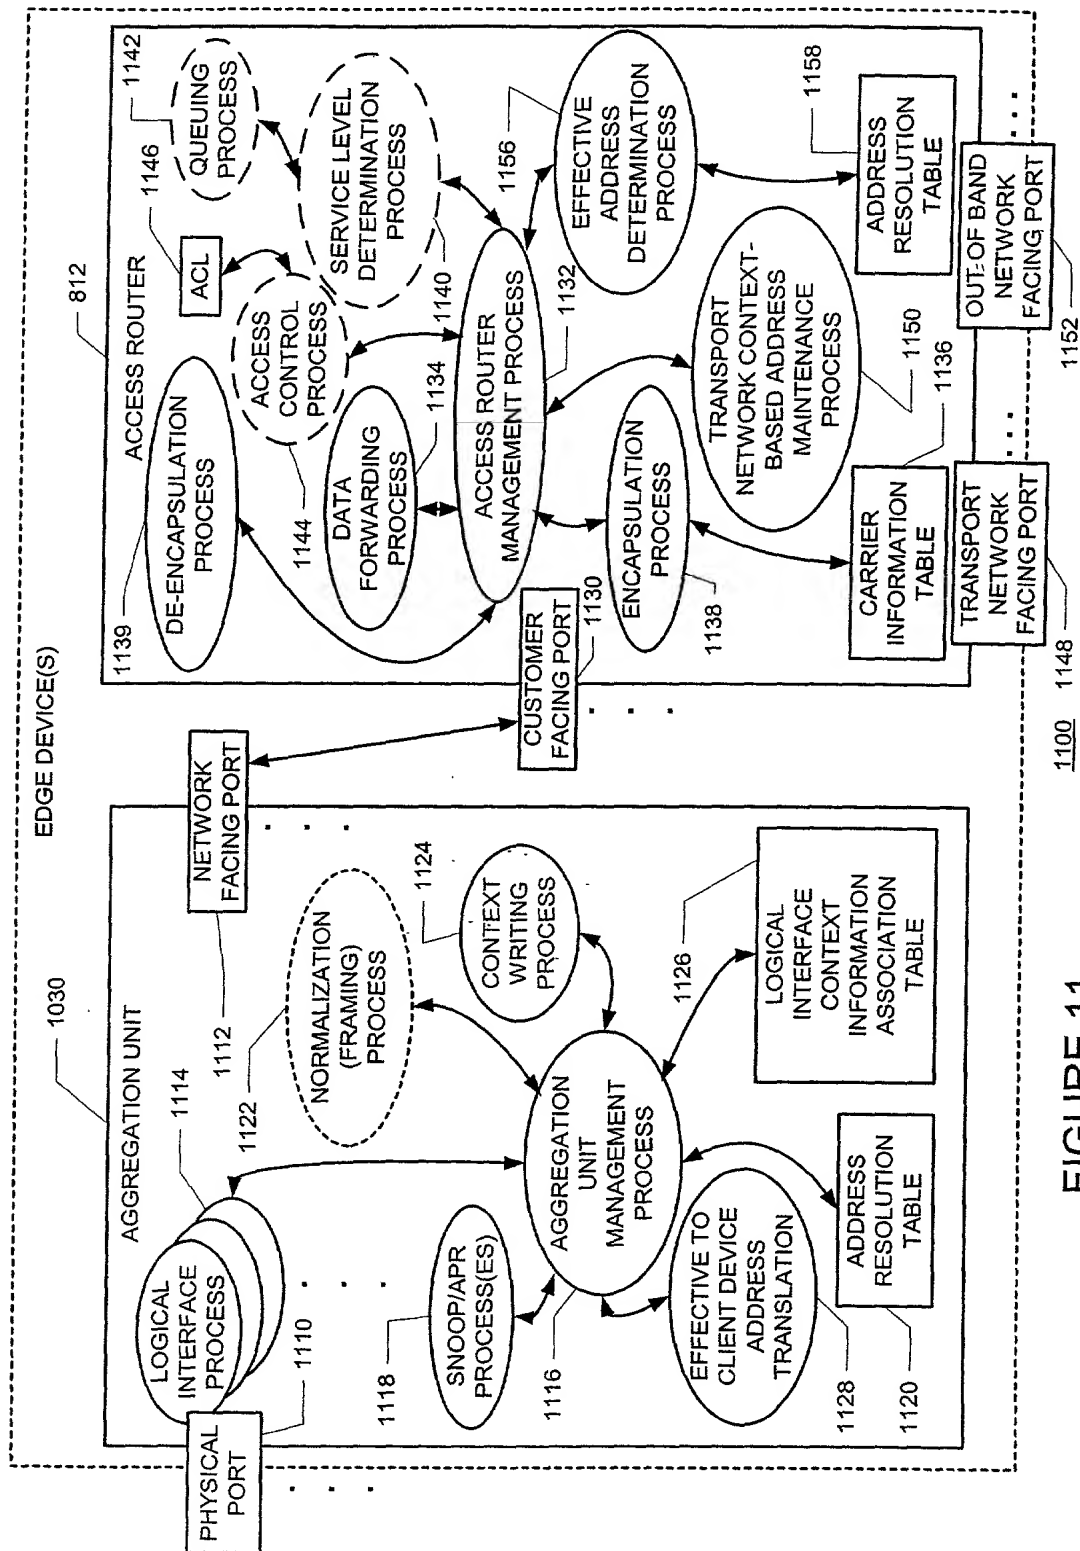 EDGE DEVICE(S)
1030
AGGREGATION UNIT
1114
1112
1122
LOGICAL
INTERFACE
PROCESS
PHYSICAL
PORT
1110
. . .
. . .
NETWORK
FACING PORT
. . .
NORMALIZATION
(FRAMING)
PROCESS
1124
CONTEXT
WRITING
PROCESS
1118
SNOOP/APR
PROCESS(ES)
1116
AGGREGATION
UNIT
MANAGEMENT
PROCESS
1126
LOGICAL
INTERFACE
CONTEXT
INFORMATION
ASSOCIATION
TABLE
EFFECTIVE TO
CLIENT DEVICE
ADDRESS
TRANSLATION
1128
ADDRESS
RESOLUTION
TABLE
1120
812
ACCESS ROUTER
1139
DE-ENCAPSULATION
PROCESS
1146
ACL
1142
QUEUING
PROCESS
1144
ACCESS
CONTROL
PROCESS
SERVICE LEVEL
DETERMINATION
PROCESS
1140
DATA
FORWARDING
PROCESS
1134
ACCESS ROUTER
MANAGEMENT PROCESS
1132
1156
EFFECTIVE
ADDRESS
DETERMINATION
PROCESS
CUSTOMER
FACING PORT
1130
. . .
ENCAPSULATION
PROCESS
1138
TRANSPORT
NETWORK CONTEXT-
BASED ADDRESS
MAINTENANCE
PROCESS
1150
1158
ADDRESS
RESOLUTION
TABLE
1136
CARRIER
INFORMATION
TABLE
TRANSPORT
NETWORK
FACING PORT
. . .
1148
OUT OF BAND
NETWORK
FACING PORT
. . .
1152
1100
FIGURE 11